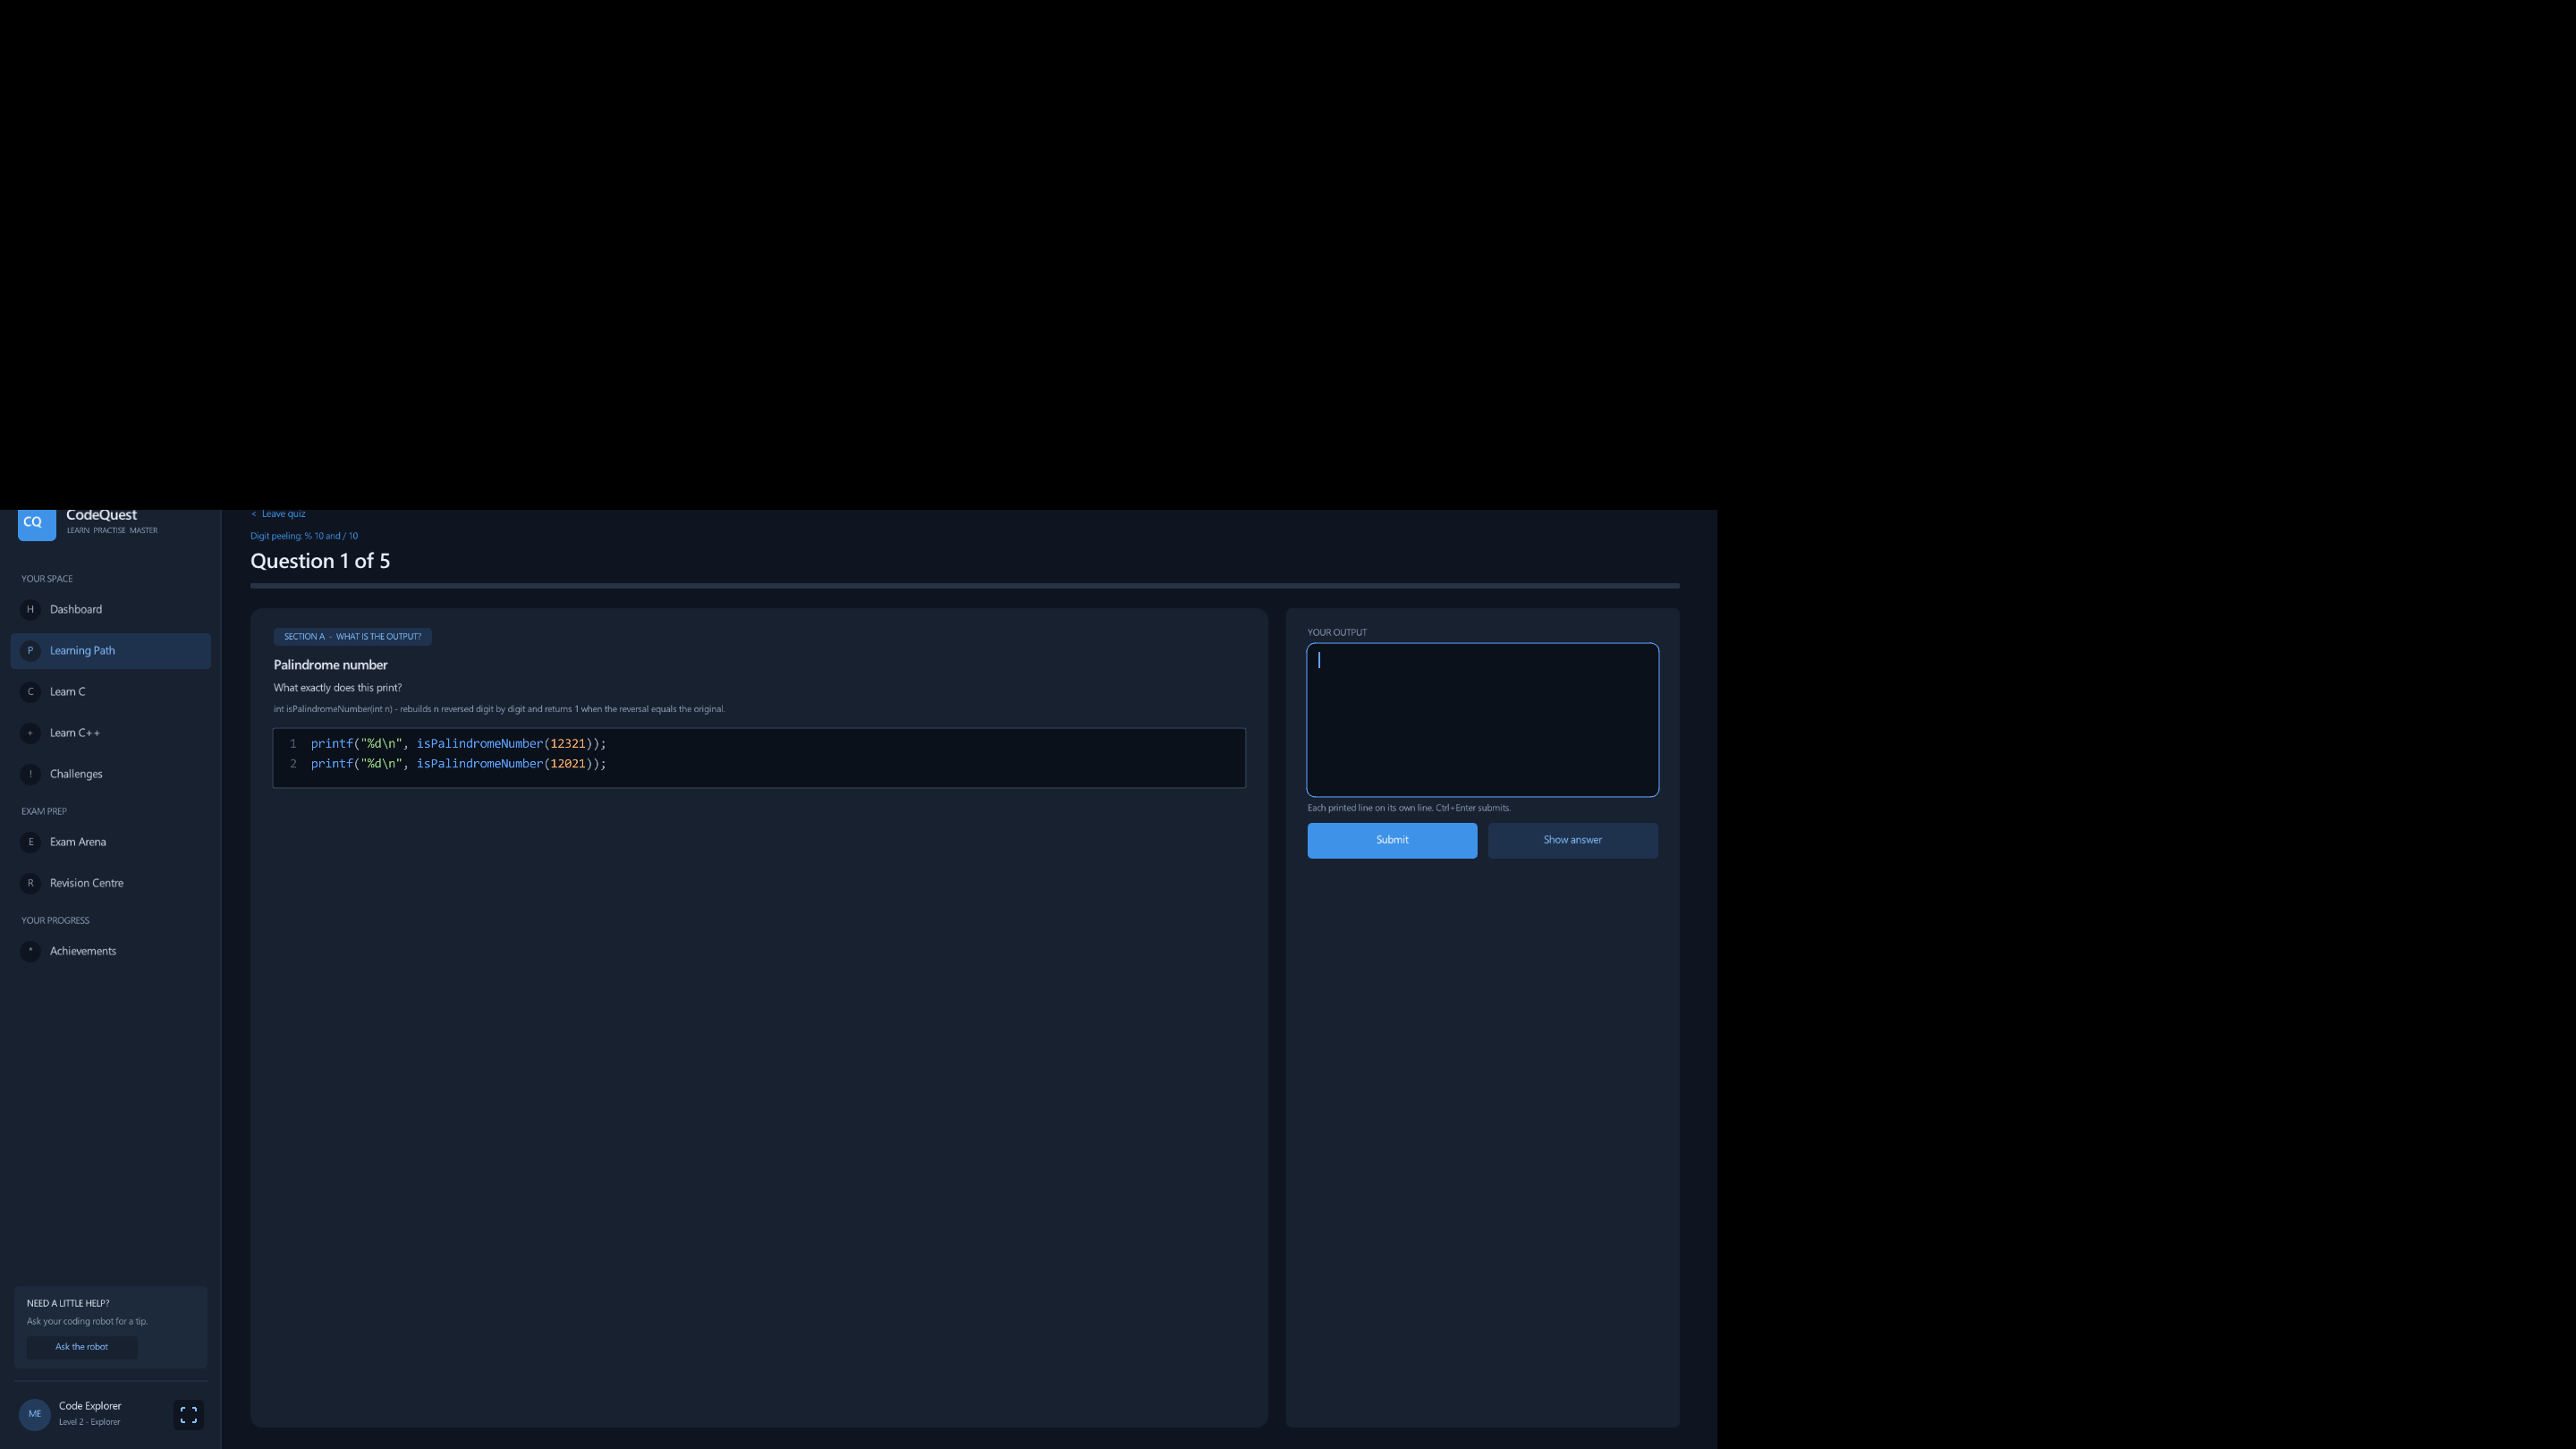 CQ
CodeQuest
LEARN PRACTISE MASTER
YOUR SPACE
H Dashboard
P Learning Path
C Learn C
+ Learn C++
! Challenges
EXAM PREP
E Exam Arena
R Revision Centre
YOUR PROGRESS
* Achievements
NEED A LITTLE HELP?
Ask your coding robot for a tip.
Ask the robot
ME
Code Explorer
Level 2 - Explorer
< Leave quiz
Digit peeling: % 10 and / 10
Question 1 of 5
SECTION A - WHAT IS THE OUTPUT?
Palindrome number
What exactly does this print?
int isPalindromeNumber(int n) - rebuilds n reversed digit by digit and returns 1 when the reversal equals the original.
1 printf("%d\n", isPalindromeNumber(12321));
2 printf("%d\n", isPalindromeNumber(12021));
YOUR OUTPUT
Each printed line on its own line. Ctrl+Enter submits.
Submit
Show answer